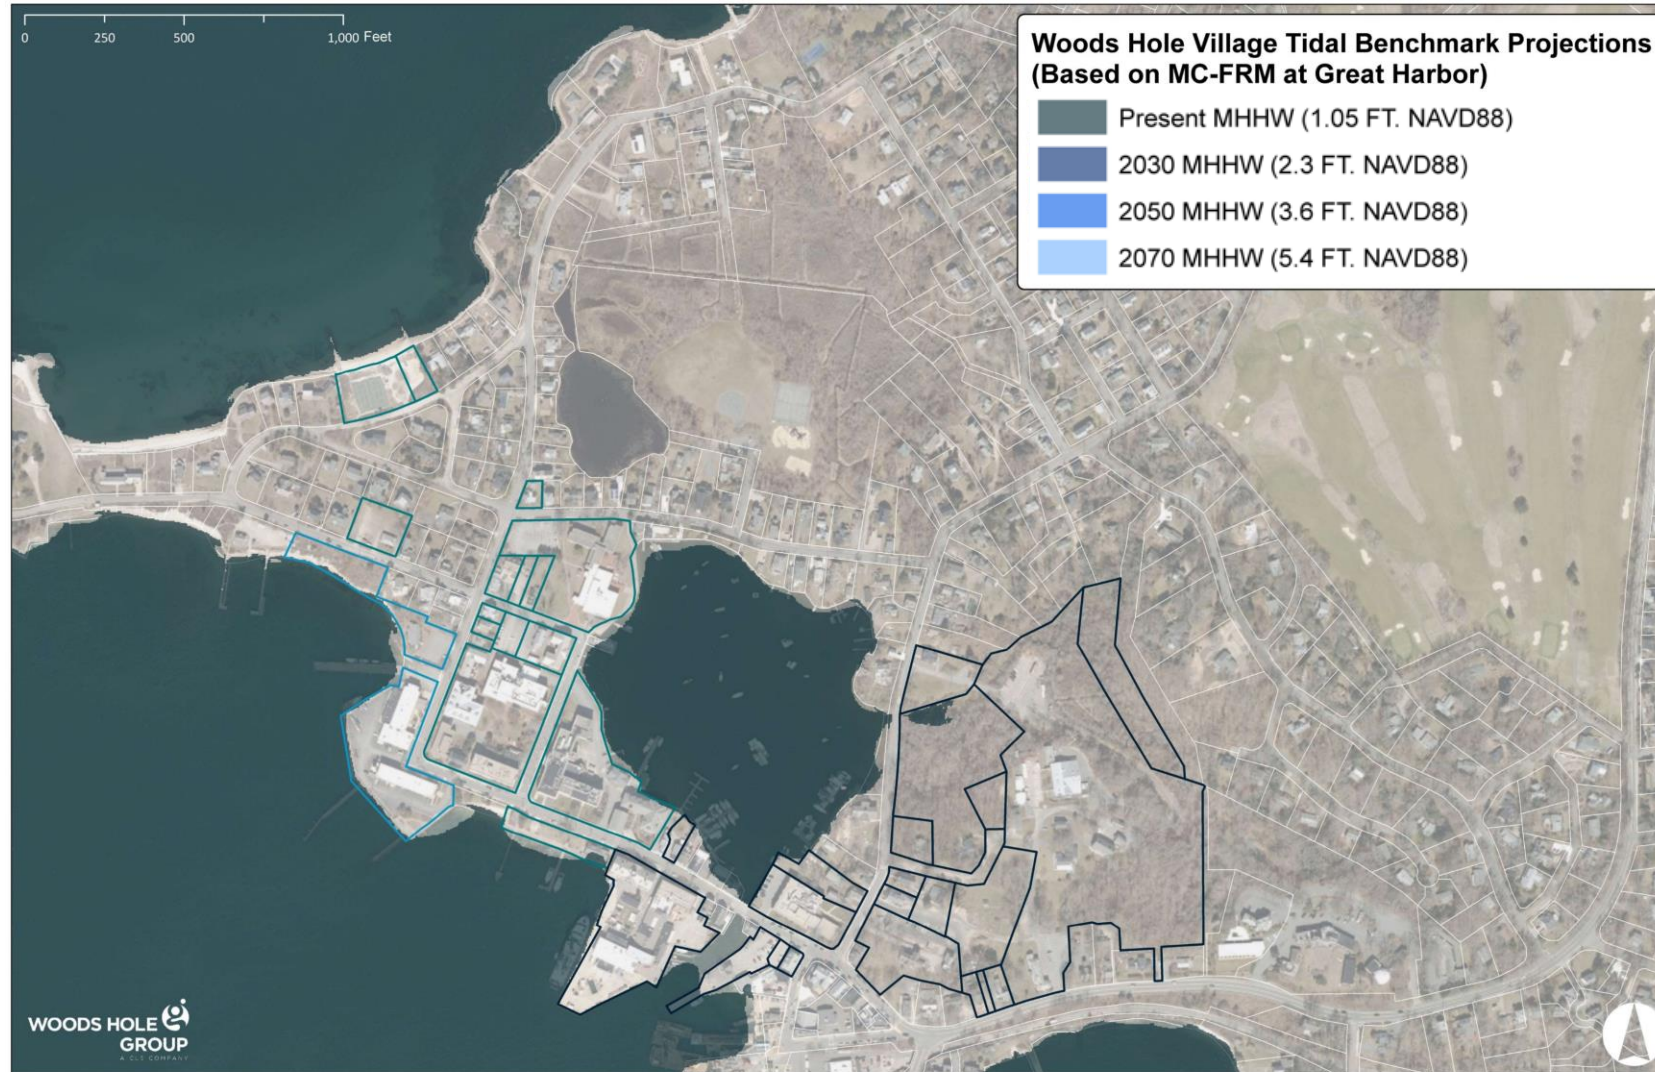 0 250 500 1,000 Feet
Woods Hole Village Tidal Benchmark Projections
(Based on MC-FRM at Great Harbor)
Present MHHW (1.05 FT. NAVD88)
2030 MHHW (2.3 FT. NAVD88)
2050 MHHW (3.6 FT. NAVD88)
2070 MHHW (5.4 FT. NAVD88)
WOODS HOLE
GROUP
A CLS COMPANY